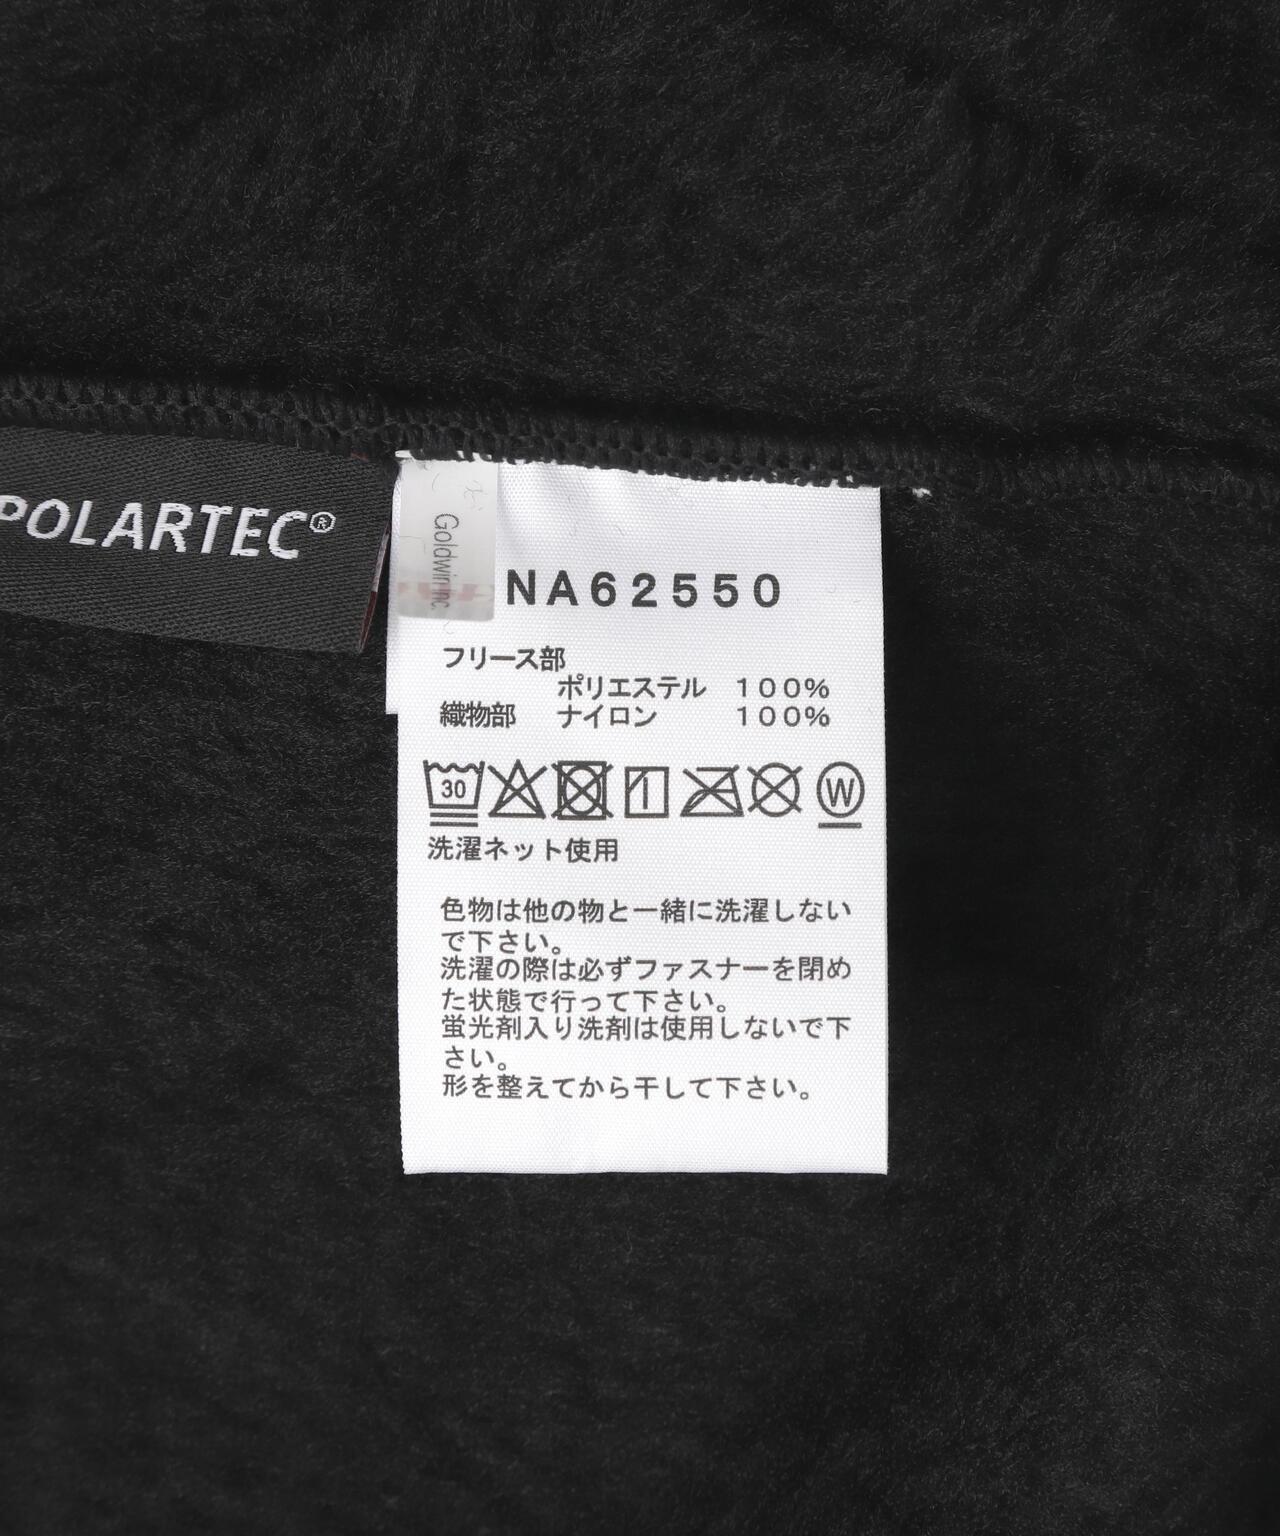 POLARTEC®
Goldwin inc.
NA62550
フリース部
ポリエステル 100%
織物部 ナイロン 100%
30
W
洗濯ネット使用
色物は他の物と一緒に洗濯しない
で下さい。
洗濯の際は必ずファスナーを閉め
た状態で行って下さい。
蛍光剤入り洗剤は使用しないで下
さい。
形を整えてから干して下さい。